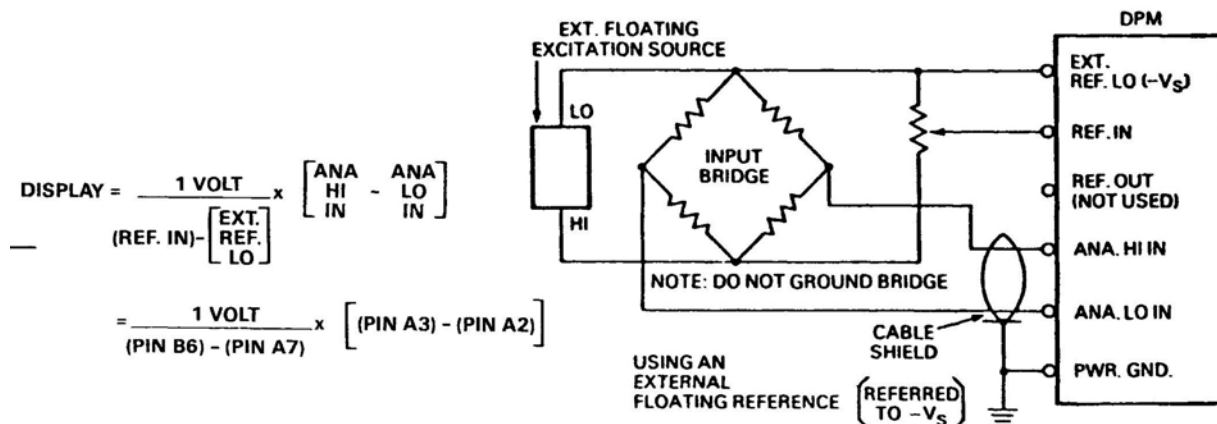 DISPLAY = 1 VOLT / (REF. IN) – [EXT. REF. LO] x [ANA HI IN – ANA LO IN]
= 1 VOLT / (PIN B6) – (PIN A7) x [(PIN A3) – (PIN A2)]
EXT. FLOATING
EXCITATION SOURCE
LO
HI
INPUT
BRIDGE
NOTE: DO NOT GROUND BRIDGE
CABLE
SHIELD
USING AN
EXTERNAL
FLOATING REFERENCE (REFERRED TO –VS)
DPM
EXT.
REF. LO (–VS)
REF. IN
REF. OUT
(NOT USED)
ANA. HI IN
ANA. LO IN
PWR. GND.